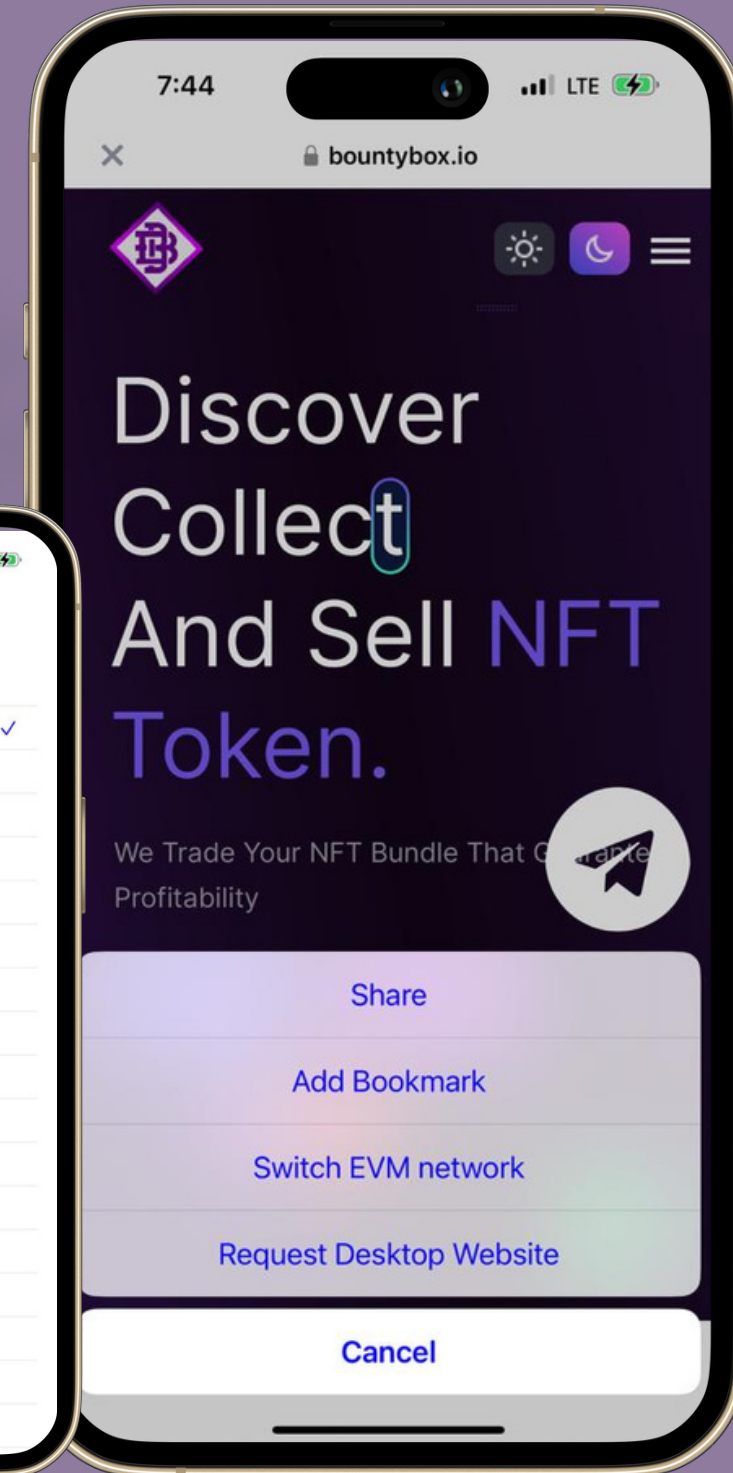 7:44
LTE
bountybox.io
Discover
Collect
And Sell NFT
Token.
We Trade Your NFT Bundle That
Profitability
Share
Add Bookmark
Switch EVM network
Request Desktop Website
Cancel